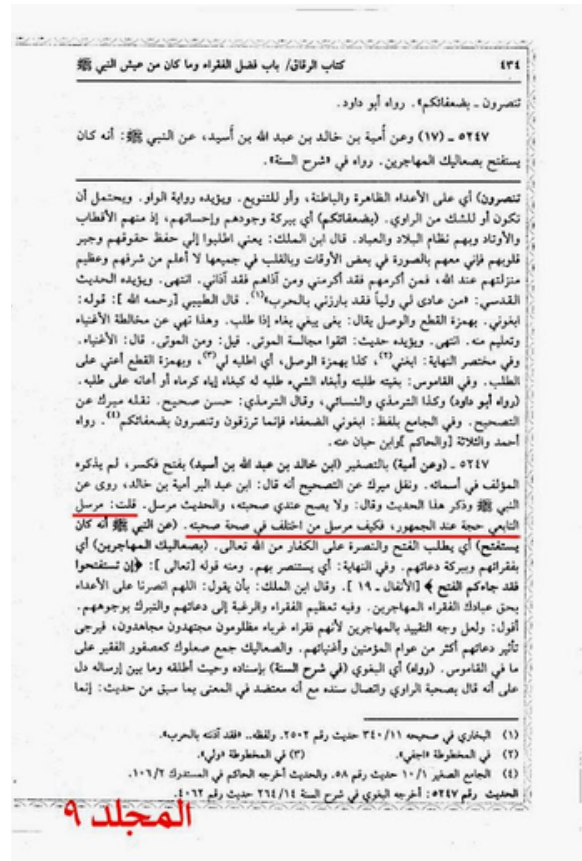 ٤٣٤ كتاب الرقاق/ باب فضل الفقراء وما كان من عيش النبي ﷺ
تنصرون ـ بضعفائكم». رواه أبو داود.
٥٢٤٧ ـ (١٧) وعن أمية بن خالد بن عبد الله بن أسيد، عن النبي ﷺ: أنه كان
يستفتح بصعاليك المهاجرين. رواه في «شرح السنة».
تنصرون) أي على الأعداء الظاهرة والباطنة، وأو للتنويع. ويؤيده رواية الواو. ويحتمل أن
تكون أو للشك من الراوي. (بضعفائكم) أي ببركة وجودهم وإحسانهم، إذ منهم الأقطاب
والأوتاد وبهم نظام البلاد والعباد. قال ابن الملك: يعني اطلبوا إلي حفظ حقوقهم وجبر
قلوبهم فإني معهم بالصورة في بعض الأوقات وبالقلب في جميعها لا أعلم من شرفهم وعظيم
منزلتهم عند الله، فمن أكرمهم فقد أكرمني ومن آذاهم فقد آذاني. انتهى. ويؤيده الحديث
القدسي: «من عادى لي ولياً فقد بارزني بالحرب»(١). قال الطيبي [رحمه الله]: قوله:
ابغوني. بهمزة القطع والوصل يقال: بغى يبغي بغاء إذا طلب. وهذا نهي عن مخالطة الأغنياء
وتعليم منه. انتهى. ويؤيده حديث: اتقوا مجالسة الموتى. قيل: ومن الموتى. قال: الأغنياء.
وفي مختصر النهاية: ابغني(٢)، كذا بهمزة الوصل، أي اطلبه لي(٣)، وبهمزة القطع أعني على
الطلب. وفي القاموس: بغيته طلبته وأبغاه الشيء طلبه له كبغاه إياه كرماه أو أعانه على طلبه.
(رواه أبو داود) وكذا الترمذي والنسائي، وقال الترمذي: حسن صحيح. نقله ميرك عن
التصحيح. وفي الجامع بلفظ: ابغوني الضعفاء فإنما ترزقون وتنصرون بضعفائكم(٤). رواه
أحمد والثلاثة [والحاكم] وابن حبان عنه.
٥٢٤٧ ـ (وعن أمية) بالتصغير (ابن خالد بن عبد الله بن أسيد) بفتح فكسر، لم يذكره
المؤلف في أسمائه. ونقل ميرك عن التصحيح أنه قال: ابن عبد البر أمية بن خالد، روى عن
النبي ﷺ وذكر هذا الحديث وقال: ولا يصح عندي صحبته، والحديث مرسل. قلت: مرسل
التابعي حجة عند الجمهور، فكيف مرسل من اختلف في صحة صحبته. (عن النبي ﷺ أنه كان
يستفتح) أي يطلب الفتح والنصرة على الكفار من الله تعالى. (بصعاليك المهاجرين) أي
بفقرائهم وببركة دعائهم. وفي النهاية: أي يستنصر بهم. ومنه قوله [تعالى]: ﴿إن تستفتحوا
فقد جاءكم الفتح﴾ [الأنفال ـ ١٩]. وقال ابن الملك: بأن يقول: اللهم انصرنا على الأعداء
بحق عبادك الفقراء المهاجرين. وفيه تعظيم الفقراء والرغبة إلى دعائهم والتبرك بوجوههم.
أقول: ولعل وجه التقييد بالمهاجرين لأنهم فقراء غرباء مظلومون مجتهدون مجاهدون، فيرجى
تأثير دعائهم أكثر من عوام المؤمنين وأغنيائهم. والصعاليك جمع صعلوك كعصفور الفقير على
ما في القاموس. (رواه) أي البغوي (في شرح السنة) بإسناده وحيث أطلقه وما بين إرساله دل
على أنه قال بصحبة الراوي واتصال سنده مع أنه معتضد في المعنى بما سبق من حديث: إنما
(١) البخاري في صحيحه ٣٤٠/١١ حديث رقم ٢٥٠٢. ولفظه.. «فقد آذنته بالحرب».
(٢) في المخطوطة «اجفي». (٣) في المخطوطة «ولي».
(٤) الجامع الصغير ١٠/١ حديث رقم ٥٨. والحديث أخرجه الحاكم في المستدرك ١٠٦/٢.
الحديث رقم ٥٢٤٧: أخرجه البغوي في شرح السنة ٢٦٤/١٤ حديث رقم ٤٠٦٢.
المجلد ٩